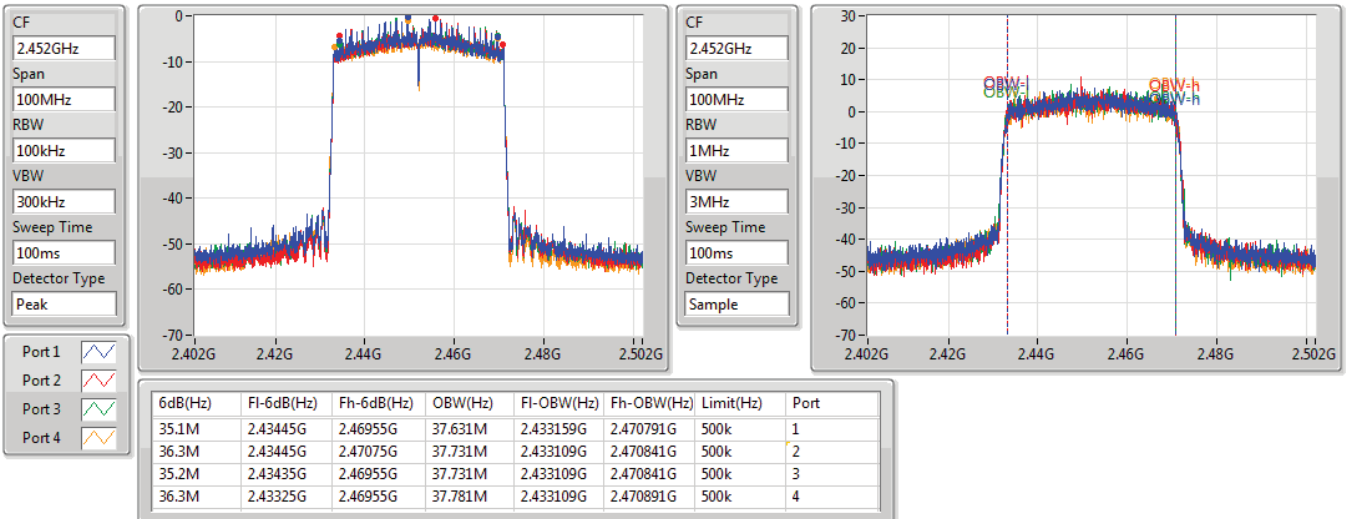 CF
2.452GHz
Span
100MHz
RBW
100kHz
VBW
300kHz
Sweep Time
100ms
Detector Type
Peak
0
-10
-20
-30
-40
-50
-60
-70
2.402G 2.42G 2.44G 2.46G 2.48G 2.502G
CF
2.452GHz
Span
100MHz
RBW
1MHz
VBW
3MHz
Sweep Time
100ms
Detector Type
Sample
30
20
10
0
-10
-20
-30
-40
-50
-60
-70
OBW-l
OBW-l
OBW-h
OBW-h
2.402G 2.42G 2.44G 2.46G 2.48G 2.502G
Port 1
Port 2
Port 3
Port 4
6dB(Hz) Fl-6dB(Hz) Fh-6dB(Hz) OBW(Hz) Fl-OBW(Hz) Fh-OBW(Hz) Limit(Hz) Port
35.1M 2.43445G 2.46955G 37.631M 2.433159G 2.470791G 500k 1
36.3M 2.43445G 2.47075G 37.731M 2.433109G 2.470841G 500k 2
35.2M 2.43435G 2.46955G 37.731M 2.433109G 2.470841G 500k 3
36.3M 2.43325G 2.46955G 37.781M 2.433109G 2.470891G 500k 4